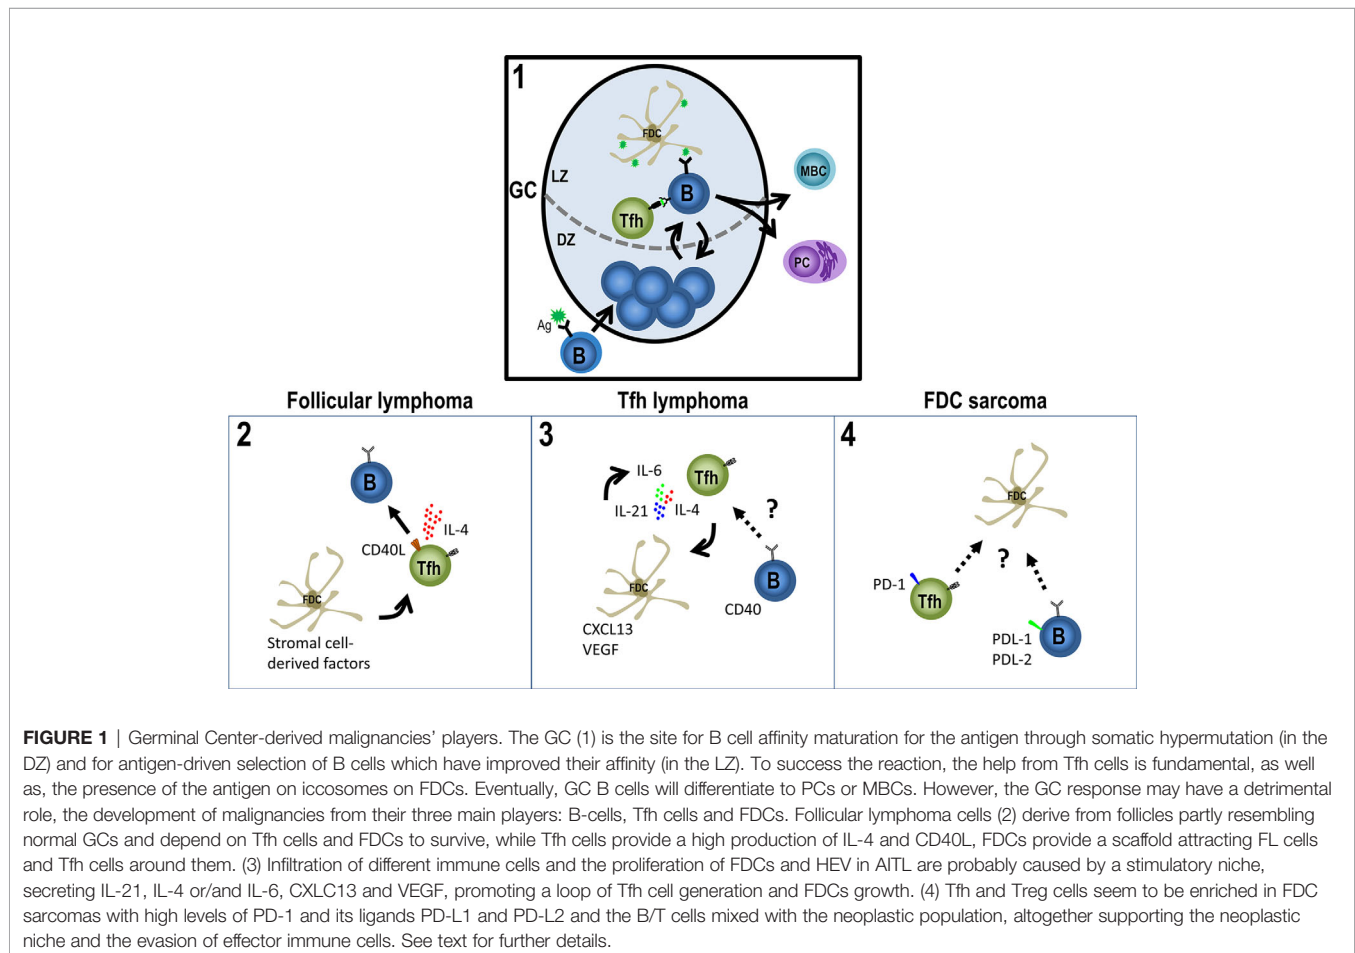 1
FDC
LZ
GC
B
MBC
Tfh
DZ
PC
Ag
B
Follicular lymphoma
Tfh lymphoma
FDC sarcoma
2
B
IL-4
CD40L
Tfh
FDC
Stromal cell-
derived factors
3
IL-6
Tfh
IL-21
IL-4
?
FDC
B
CD40
CXCL13
VEGF
4
FDC
?
PD-1
Tfh
B
PDL-1
PDL-2
FIGURE 1 | Germinal Center-derived malignancies’ players. The GC (1) is the site for B cell affinity maturation for the antigen through somatic hypermutation (in the
DZ) and for antigen-driven selection of B cells which have improved their affinity (in the LZ). To success the reaction, the help from Tfh cells is fundamental, as well
as, the presence of the antigen on iccosomes on FDCs. Eventually, GC B cells will differentiate to PCs or MBCs. However, the GC response may have a detrimental
role, the development of malignancies from their three main players: B-cells, Tfh cells and FDCs. Follicular lymphoma cells (2) derive from follicles partly resembling
normal GCs and depend on Tfh cells and FDCs to survive, while Tfh cells provide a high production of IL-4 and CD40L, FDCs provide a scaffold attracting FL cells
and Tfh cells around them. (3) Infiltration of different immune cells and the proliferation of FDCs and HEV in AITL are probably caused by a stimulatory niche,
secreting IL-21, IL-4 or/and IL-6, CXLC13 and VEGF, promoting a loop of Tfh cell generation and FDCs growth. (4) Tfh and Treg cells seem to be enriched in FDC
sarcomas with high levels of PD-1 and its ligands PD-L1 and PD-L2 and the B/T cells mixed with the neoplastic population, altogether supporting the neoplastic
niche and the evasion of effector immune cells. See text for further details.